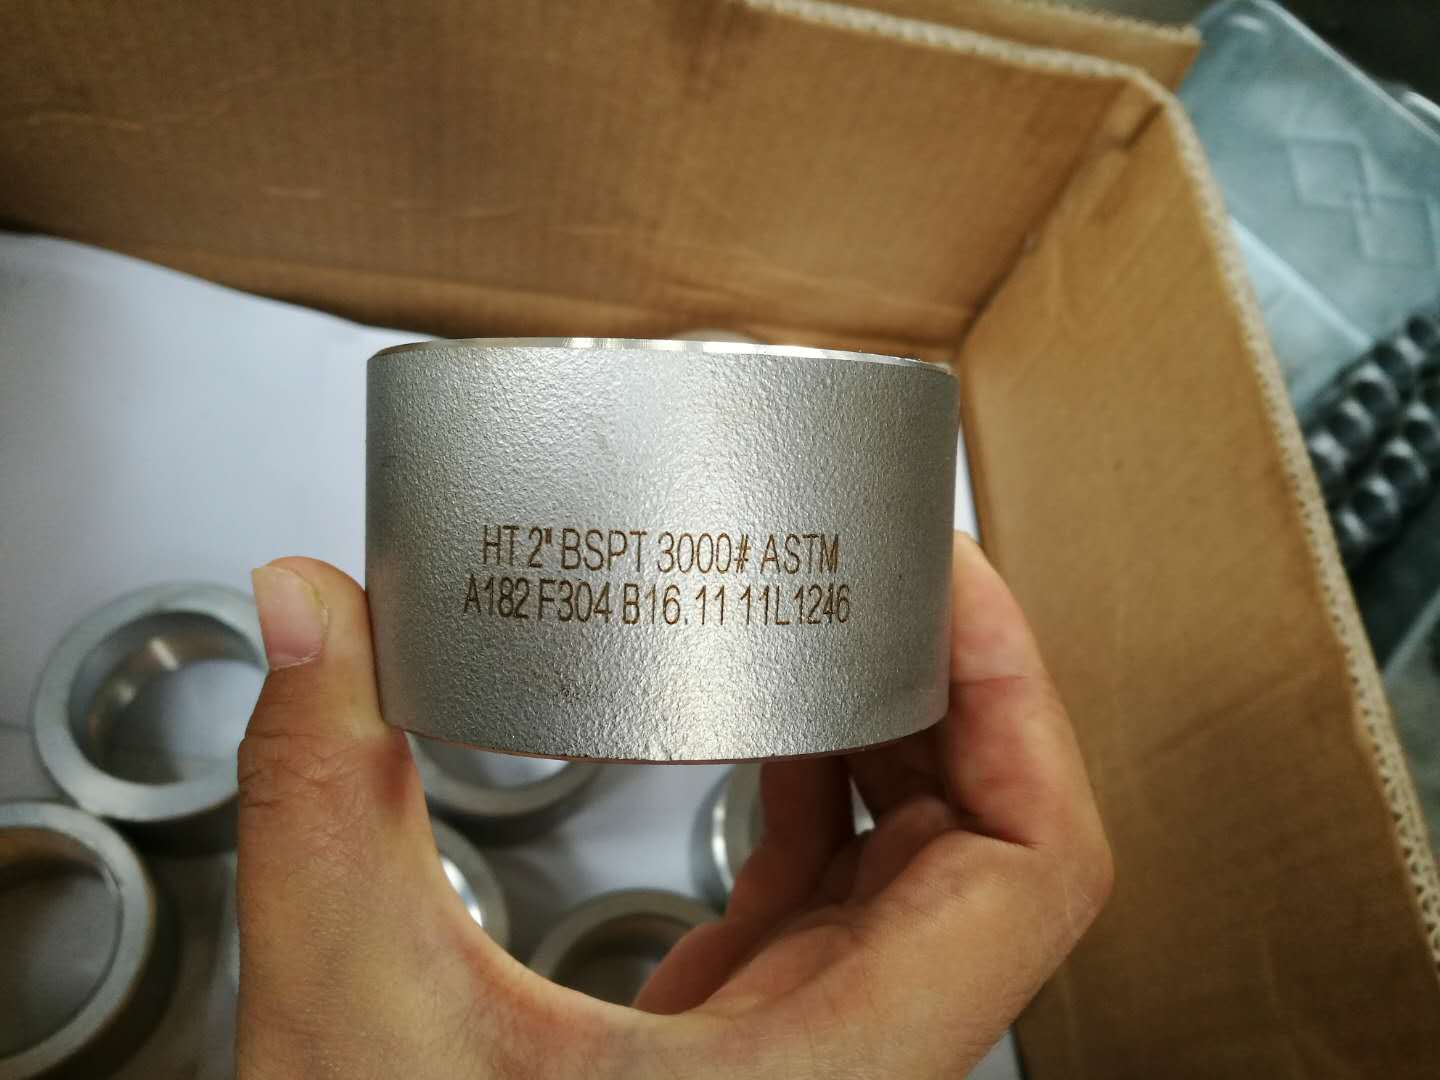 HT 2" BSPT 3000# ASTM
A182 F304 B16.11 11L1246